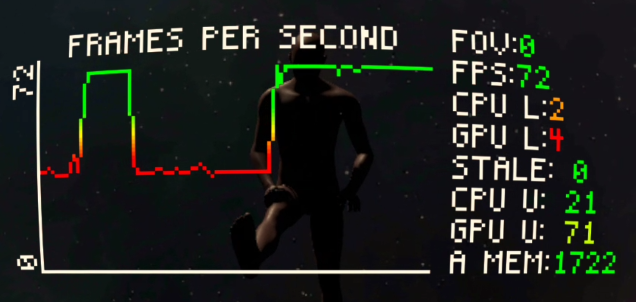 FRAMES PER SECOND
72
0
FOV:0
FPS:72
CPU L:2
GPU L:4
STALE: 0
CPU U: 21
GPU U: 71
A MEM:1722